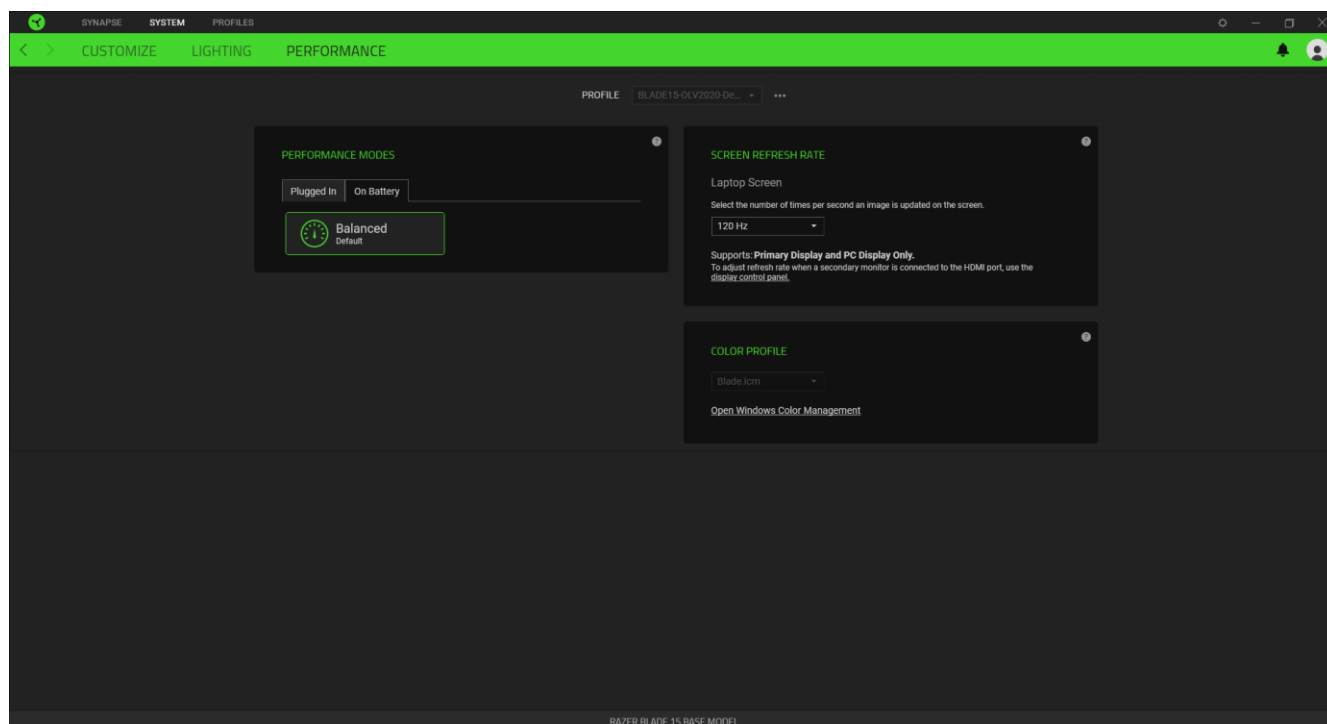 SYNAPSE SYSTEM PROFILES
CUSTOMIZE LIGHTING PERFORMANCE
PROFILE BLADE15-OLV2020-De...
PERFORMANCE MODES
Plugged In On Battery
Balanced
Default
SCREEN REFRESH RATE
Laptop Screen
Select the number of times per second an image is updated on the screen.
120 Hz
Supports: Primary Display and PC Display Only.
To adjust refresh rate when a secondary monitor is connected to the HDMI port, use the
display control panel.
COLOR PROFILE
Blade.icm
Open Windows Color Management
RAZER BLADE 15 BASE MODEL